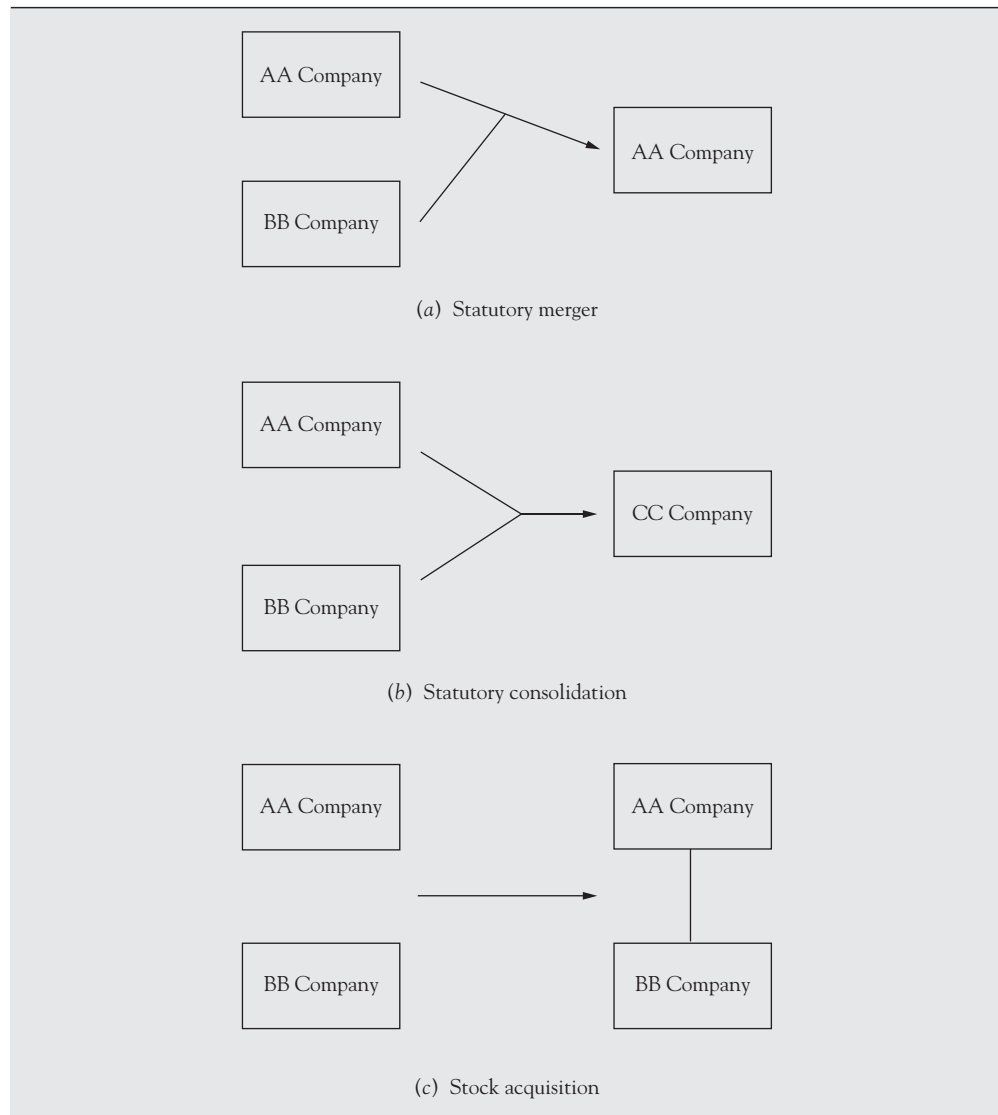 AA Company
AA Company
BB Company
(a) Statutory merger
AA Company
CC Company
BB Company
(b) Statutory consolidation
AA Company
AA Company
BB Company
BB Company
(c) Stock acquisition